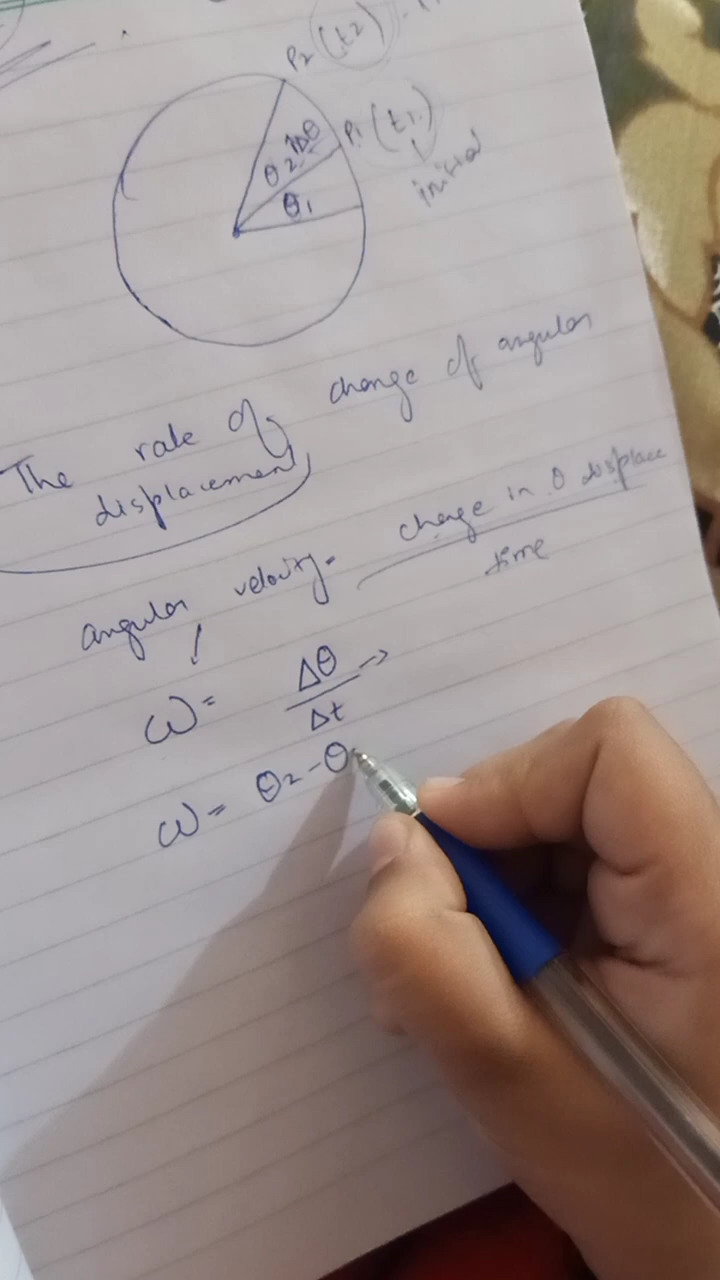 P2 (t2)
Δθ P1 (t1)
θ2
θ1 initial
The rate of change of angular
displacement
angular velocity = change in θ displace
time
ω = Δθ →
Δt
ω = θ2 - θ